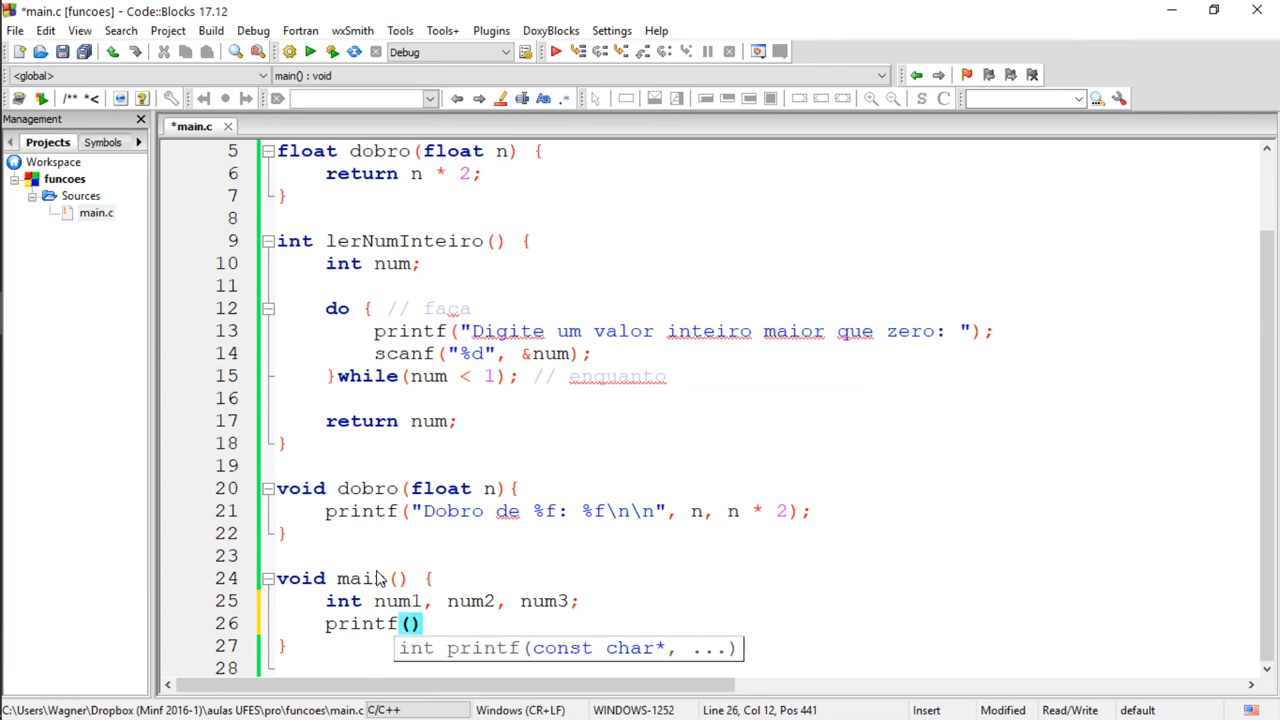 *main.c [funcoes] - Code::Blocks 17.12
File Edit View Search Project Build Debug Fortran wxSmith Tools Tools+ Plugins DoxyBlocks Settings Help
Debug
<global> main() : void
/** *< Aa .* S C
Management
*main.c
Projects Symbols
Workspace
funcoes
Sources
main.c
5 float dobro(float n) {
6 return n * 2;
7 }
8
9 int lerNumInteiro() {
10 int num;
11
12 do { // faça
13 printf("Digite um valor inteiro maior que zero: ");
14 scanf("%d", &num);
15 }while(num < 1); // enquanto
16
17 return num;
18 }
19
20 void dobro(float n){
21 printf("Dobro de %f: %f\n\n", n, n * 2);
22 }
23
24 void main() {
25 int num1, num2, num3;
26 printf()
27 }
int printf(const char*, ...)
28
C:\Users\Wagner\Dropbox (Minf 2016-1)\aulas UFES\pro\funcoes\main.c C/C++ Windows (CR+LF) WINDOWS-1252 Line 26, Col 12, Pos 441 Insert Modified Read/Write default